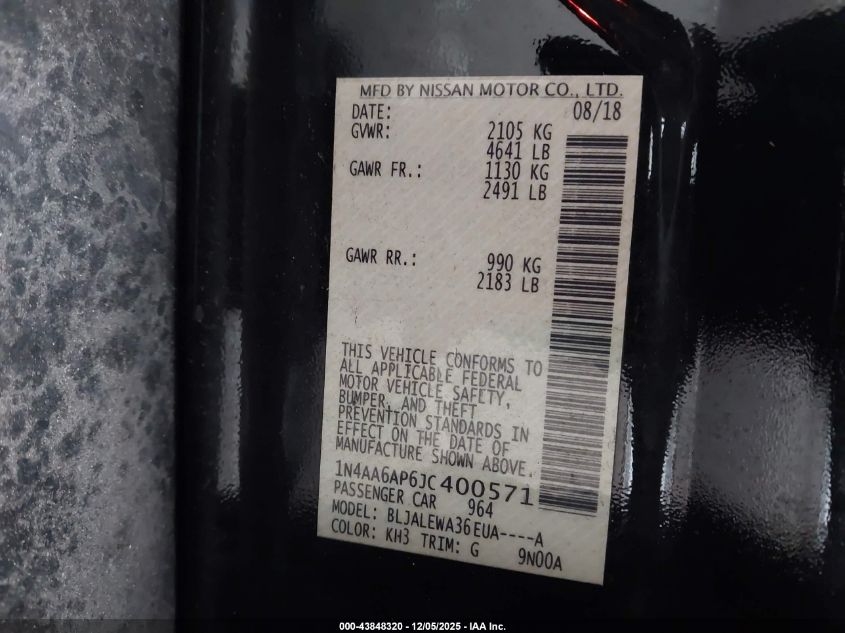 MFD BY NISSAN MOTOR CO., LTD.
DATE: 08/18
GVWR: 2105 KG
4641 LB
GAWR FR.: 1130 KG
2491 LB
GAWR RR.: 990 KG
2183 LB
THIS VEHICLE CONFORMS TO
ALL APPLICABLE FEDERAL
MOTOR VEHICLE SAFETY,
BUMPER, AND THEFT
PREVENTION STANDARDS IN
EFFECT ON THE DATE OF
MANUFACTURE SHOWN ABOVE.
1N4AA6AP6JC400571
PASSENGER CAR 964
MODEL: BLJALEWA36EUA----A
COLOR: KH3 TRIM: G 9N00A
000-43848320 - 12/05/2025 - IAA Inc.